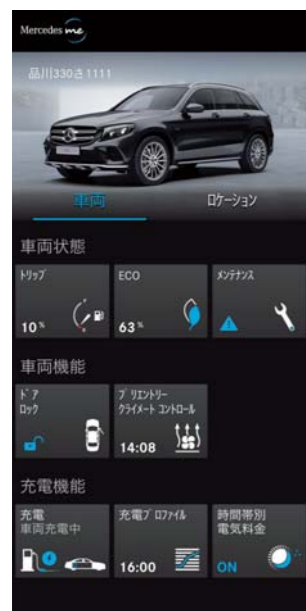 Mercedes me
品川330さ1111
車両 ロケーション
車両状態
トリップ ECO メンテナンス
10% 63%
車両機能
ドア プリエントリー
ロック クライメート コントロール
14:08
充電機能
充電 充電プロファイル 時間帯別
車両充電中 電気料金
16:00 ON